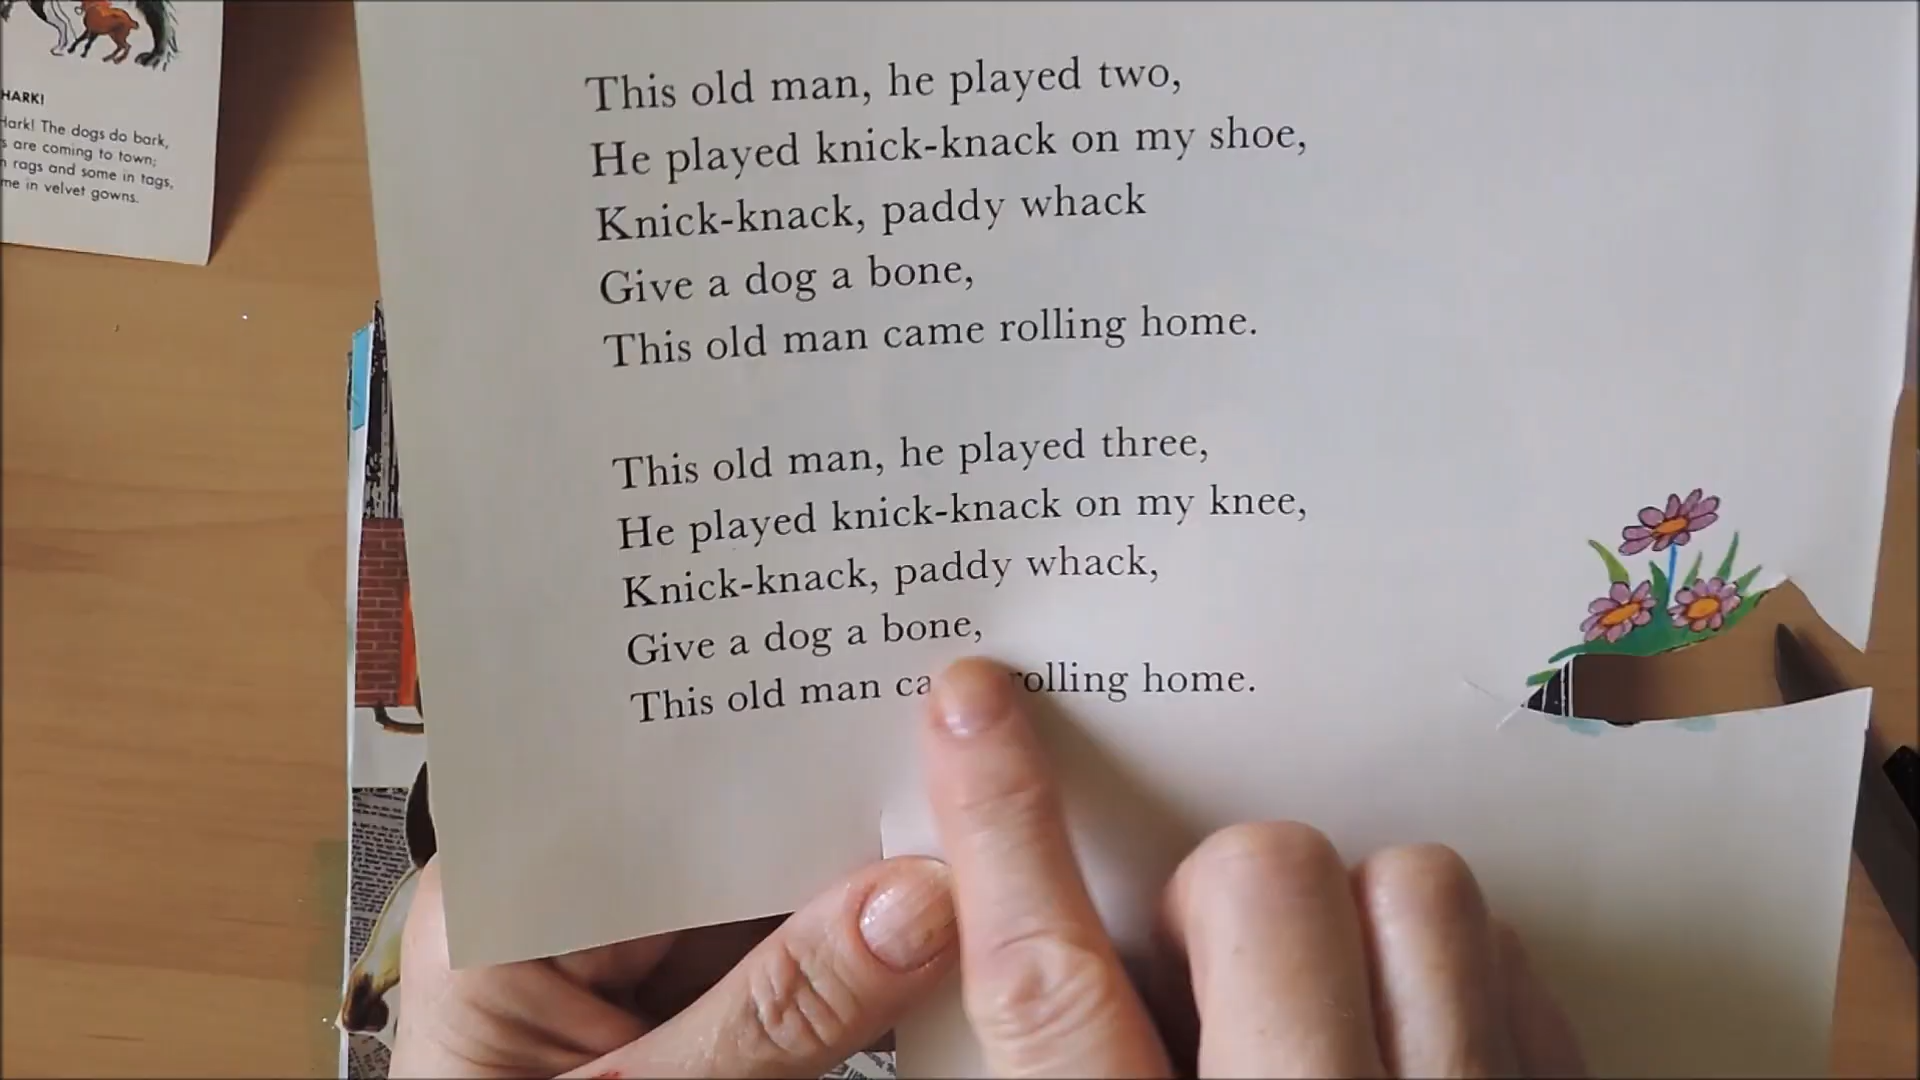 HARK!
Hark! The dogs do bark,
are coming to town;
rags and some in tags,
in velvet gowns.
This old man, he played two,
He played knick-knack on my shoe,
Knick-knack, paddy whack
Give a dog a bone,
This old man came rolling home.
This old man, he played three,
He played knick-knack on my knee,
Knick-knack, paddy whack,
Give a dog a bone,
This old man rolling home.